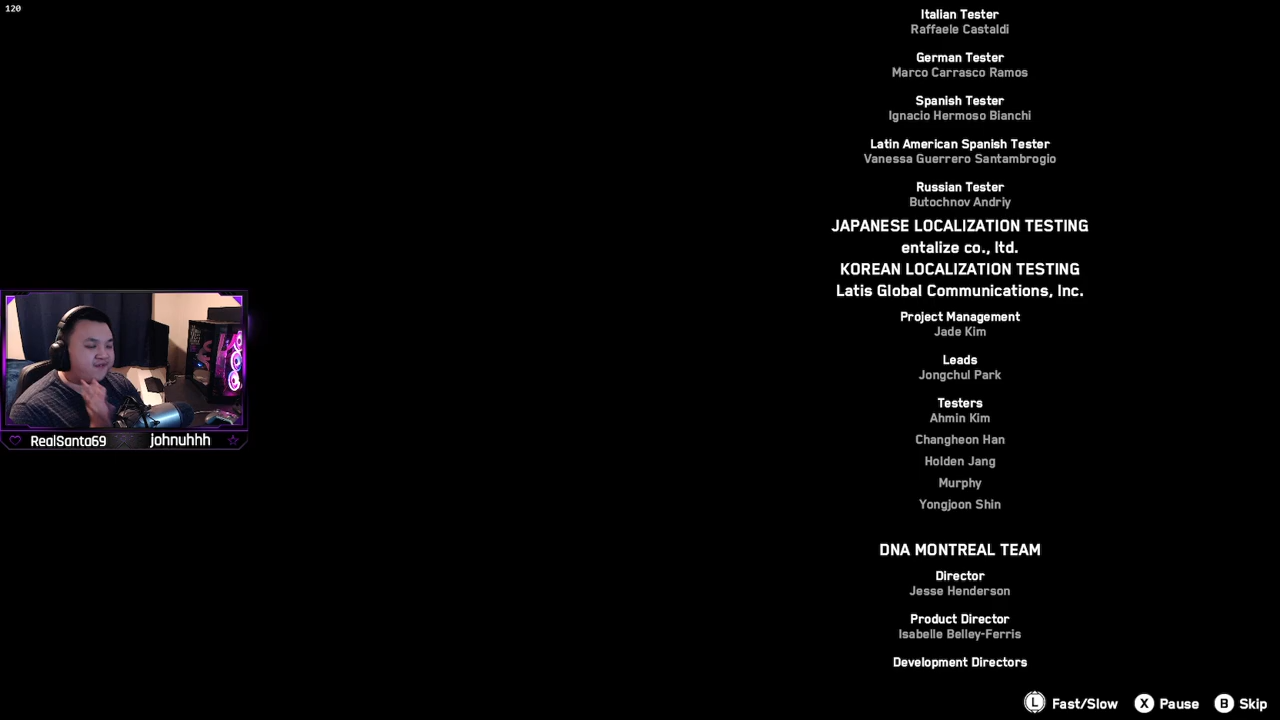 120
Italian Tester
Raffaele Castaldi
German Tester
Marco Carrasco Ramos
Spanish Tester
Ignacio Hermoso Bianchi
Latin American Spanish Tester
Vanessa Guerrero Santambrogio
Russian Tester
Butochnov Andriy
JAPANESE LOCALIZATION TESTING
entalize co., ltd.
KOREAN LOCALIZATION TESTING
Latis Global Communications, Inc.
Project Management
Jade Kim
Leads
Jongchul Park
Testers
Ahmin Kim
Changheon Han
Holden Jang
Murphy
Yongjoon Shin
DNA MONTREAL TEAM
Director
Jesse Henderson
Product Director
Isabelle Belley-Ferris
Development Directors
RealSanta69 johnuhhh
L Fast/Slow X Pause B Skip